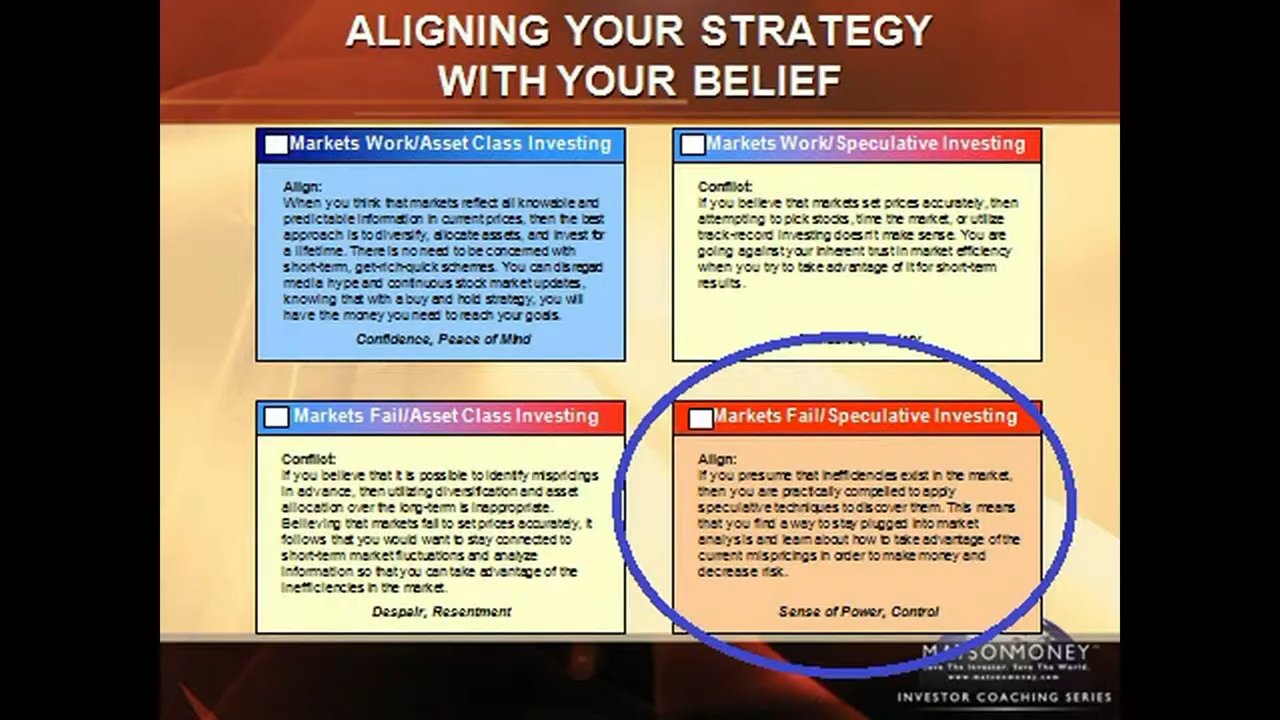 ALIGNING YOUR STRATEGY
WITH YOUR BELIEF
Markets Work/Asset Class Investing
Align:
When you think that markets reflect all knowable and
predictable information in current prices, then the best
approach is to diversify, allocate assets, and invest for
a lifetime. There is no need to be concerned with
short-term, get-rich-quick schemes. You can disregard
media hype and continuous stock market updates,
knowing that with a buy and hold strategy, you will
have the money you need to reach your goals.
Confidence, Peace of Mind
Markets Work/Speculative Investing
Conflict:
If you believe that markets set prices accurately, then
attempting to pick stocks, time the market, or utilize
track-record investing doesn't make sense. You are
going against your inherent trust in market efficiency
when you try to take advantage of it for short-term
results.
Markets Fail/Asset Class Investing
Conflict:
If you believe that it is possible to identify mispricings
in advance, then utilizing diversification and asset
allocation over the long-term is inappropriate.
Believing that markets fail to set prices accurately, it
follows that you would want to stay connected to
short-term market fluctuations and analyze
information so that you can take advantage of the
inefficiencies in the market.
Despair, Resentment
Markets Fail/Speculative Investing
Align:
If you presume that inefficiencies exist in the market,
then you are practically compelled to apply
speculative techniques to discover them. This means
that you find a way to stay plugged into market
analysis and learn about how to take advantage of the
current mispricings in order to make money and
decrease risk.
Sense of Power, Control
MATSONMONEY
Save The Investor. Save The World.
www.matsonmoney.com
INVESTOR COACHING SERIES